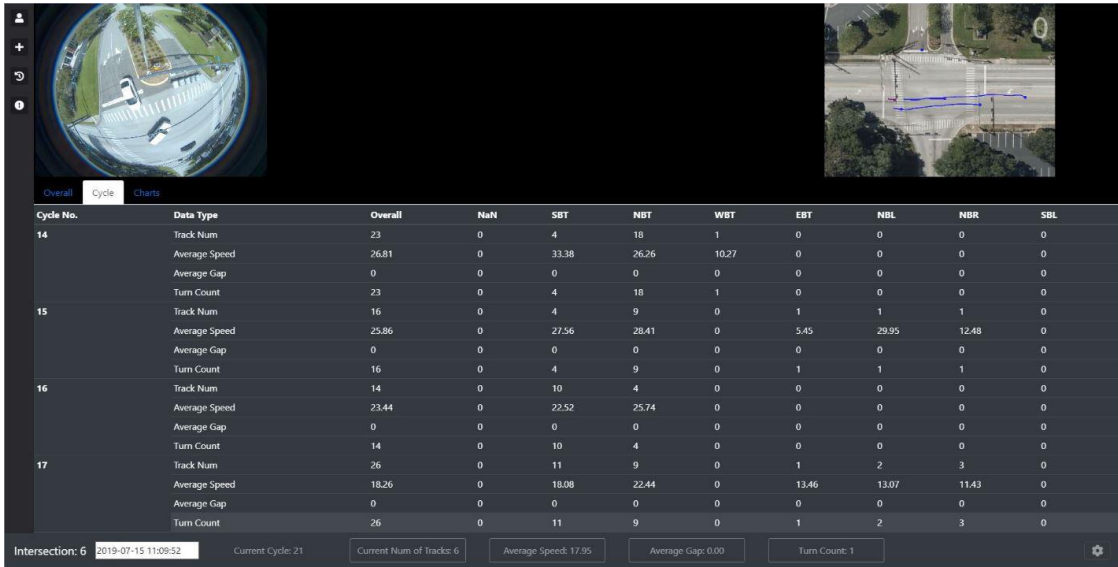 Overall Cycle Charts
Cycle No. Data Type Overall NaN SBT NBT WBT EBT NBL NBR SBL
14 Track Num 23 0 4 18 1 0 0 0 0
Average Speed 26.81 0 33.38 26.26 10.27 0 0 0 0
Average Gap 0 0 0 0 0 0 0 0 0
Turn Count 23 0 4 18 1 0 0 0 0
15 Track Num 16 0 4 9 0 1 1 1 0
Average Speed 25.86 0 27.56 28.41 0 5.45 29.95 12.48 0
Average Gap 0 0 0 0 0 0 0 0 0
Turn Count 16 0 4 9 0 1 1 1 0
16 Track Num 14 0 10 4 0 0 0 0 0
Average Speed 23.44 0 22.52 25.74 0 0 0 0 0
Average Gap 0 0 0 0 0 0 0 0 0
Turn Count 14 0 10 4 0 0 0 0 0
17 Track Num 26 0 11 9 0 1 2 3 0
Average Speed 18.26 0 18.08 22.44 0 13.46 13.07 11.43 0
Average Gap 0 0 0 0 0 0 0 0 0
Turn Count 26 0 11 9 0 1 2 3 0
Intersection: 6 2019-07-15 11:09:52 Current Cycle: 21 Current Num of Tracks: 6 Average Speed: 17.95 Average Gap: 0.00 Turn Count: 1